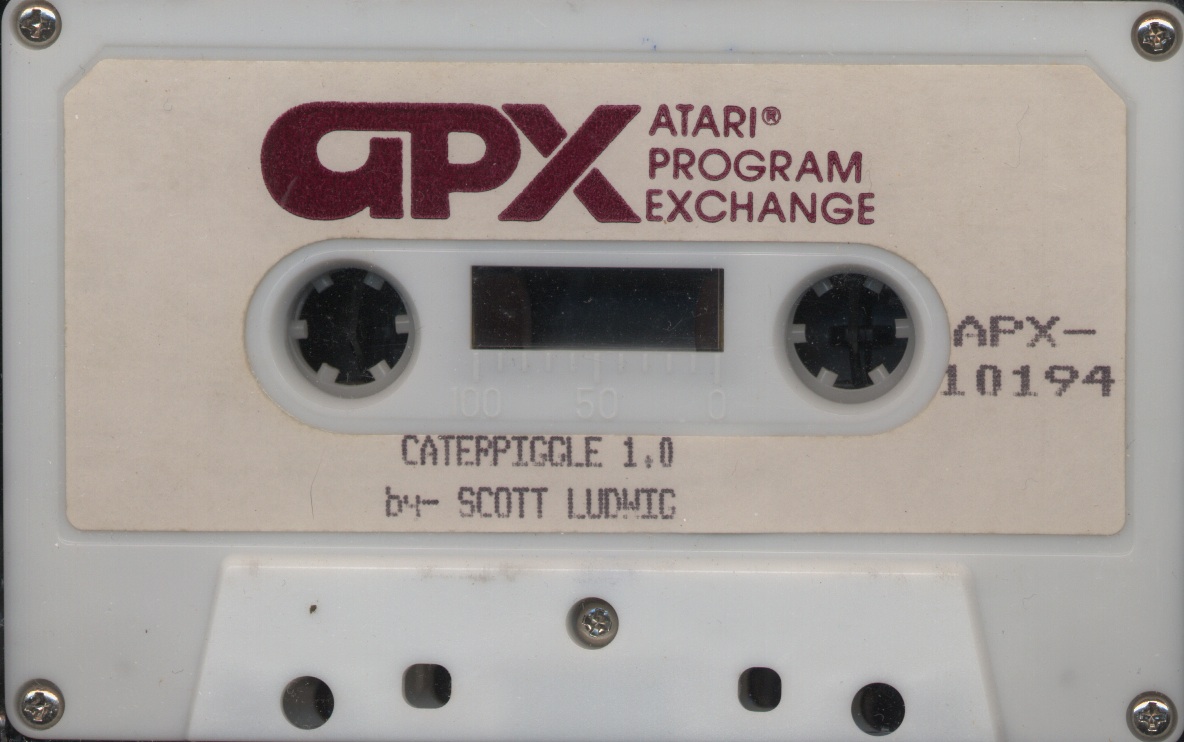 APX
ATARI®
PROGRAM
EXCHANGE
APX-
10194
100 50 0
CATERPIGGLE 1.0
by- SCOTT LUDWIG